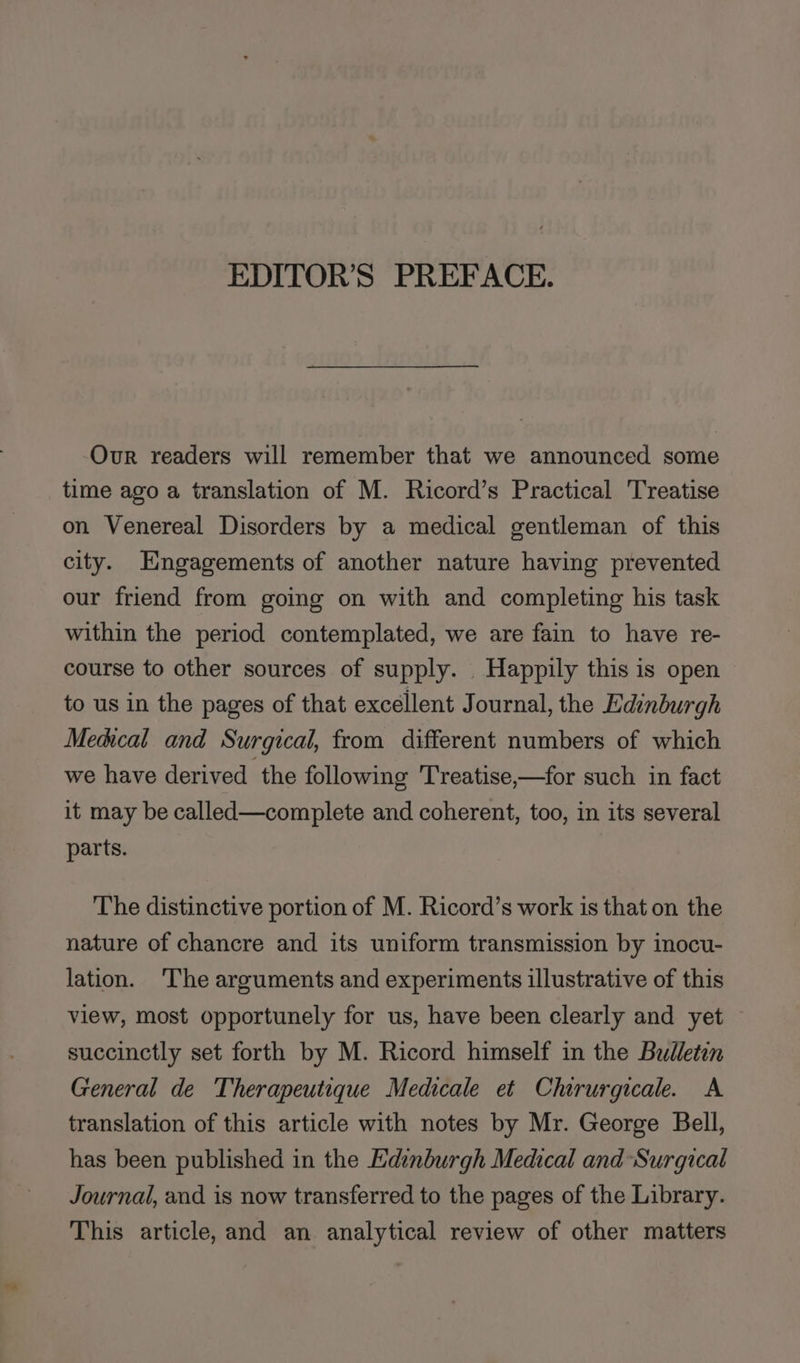 EDITOR'S PREFACE.
Our readers will remember that we announced some
time ago a translation of M. Ricord's Practical Treatise
on Venereal Disorders by a medical gentleman of this
city. Engagements of another nature having prevented
our friend from going on with and completing his task
within the period contemplated, we are fain to have re-
course to other sources of supply. Happily this is open
to us in the pages of that excellent Journal, the Edinburgh
Medical and Surgical, from different numbers of which
we have derived the following Treatise,—for such in fact
it may be called—complete and coherent, too, in its several
parts.
The distinctive portion of M. Ricord's work is that on the
nature of chancre and its uniform transmission by inocu-
lation. The arguments and experiments illustrative of this
view, most opportunely for us, have been clearly and yet
succinctly set forth by M. Ricord himself in the Bulletin
General de Therapeutique Medicale et Chirurgicale. A
translation of this article with notes by Mr. George Bell,
has been published in the Edinburgh Medical and Surgical
Journal, and is now transferred to the pages of the Library.
This article, and an analytical review of other matters